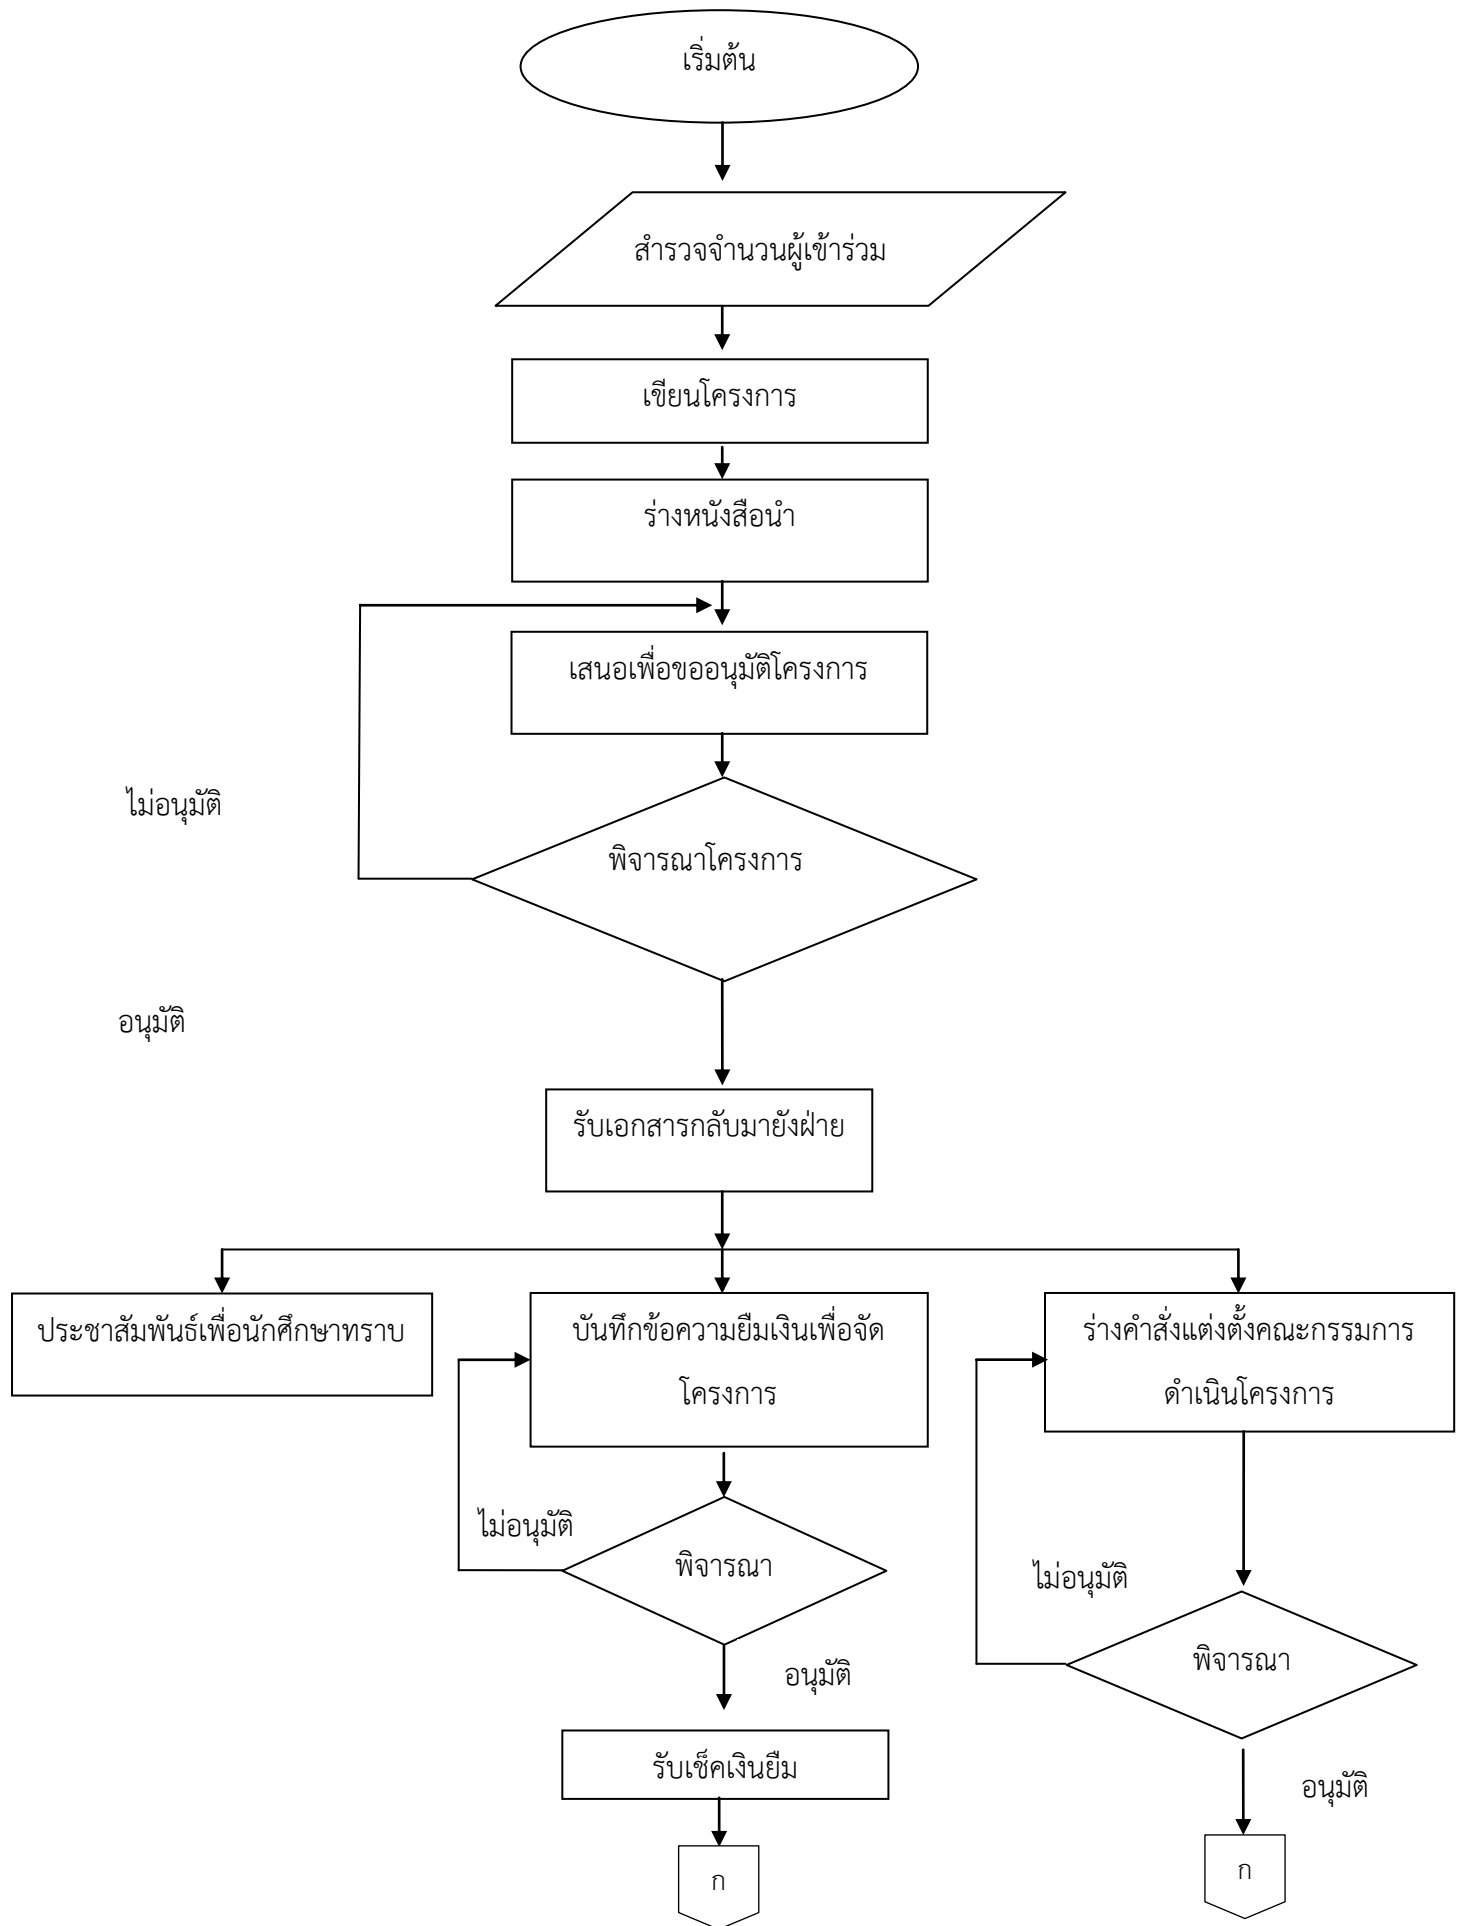 เริ่มต้น
สำรวจจำนวนผู้เข้าร่วม
เขียนโครงการ
ร่างหนังสือนำ
เสนอเพื่อขออนุมัติโครงการ
ไม่อนุมัติ
พิจารณาโครงการ
อนุมัติ
รับเอกสารกลับมายังฝ่าย
ประชาสัมพันธ์เพื่อนักศึกษาทราบ
บันทึกข้อความยืมเงินเพื่อจัด
โครงการ
ร่างคำสั่งแต่งตั้งคณะกรรมการ
ดำเนินโครงการ
ไม่อนุมัติ
พิจารณา
ไม่อนุมัติ
พิจารณา
อนุมัติ
รับเช็คเงินยืม
อนุมัติ
ก
ก